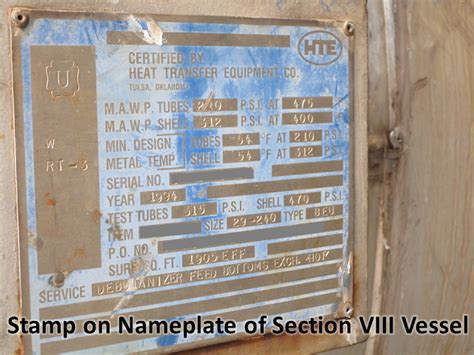 HTE
CERTIFIED BY
HEAT TRANSFER EQUIPMENT CO.
TULSA, OKLAHOMA
U
W
RT-3
M.A.W.P. TUBES 210 P.S.I. AT 475 F
M.A.W.P. SHELL 312 P.S.I. AT 400 F
MIN. DESIGN TUBES 54 °F AT 210 P.S.I.
METAL TEMP. SHELL 54 °F AT 312 P.S.I.
SERIAL NO.
YEAR 1994
TEST TUBES 315 P.S.I. SHELL 470 P.S.I.
ITEM SIZE 29-240 TYPE BEU
P.O. NO.
SURF. SQ. FT. 1905 EFF
SERVICE DEBUTANIZER FEED BOTTOMS EXCH
Stamp on Nameplate of Section VIII Vessel